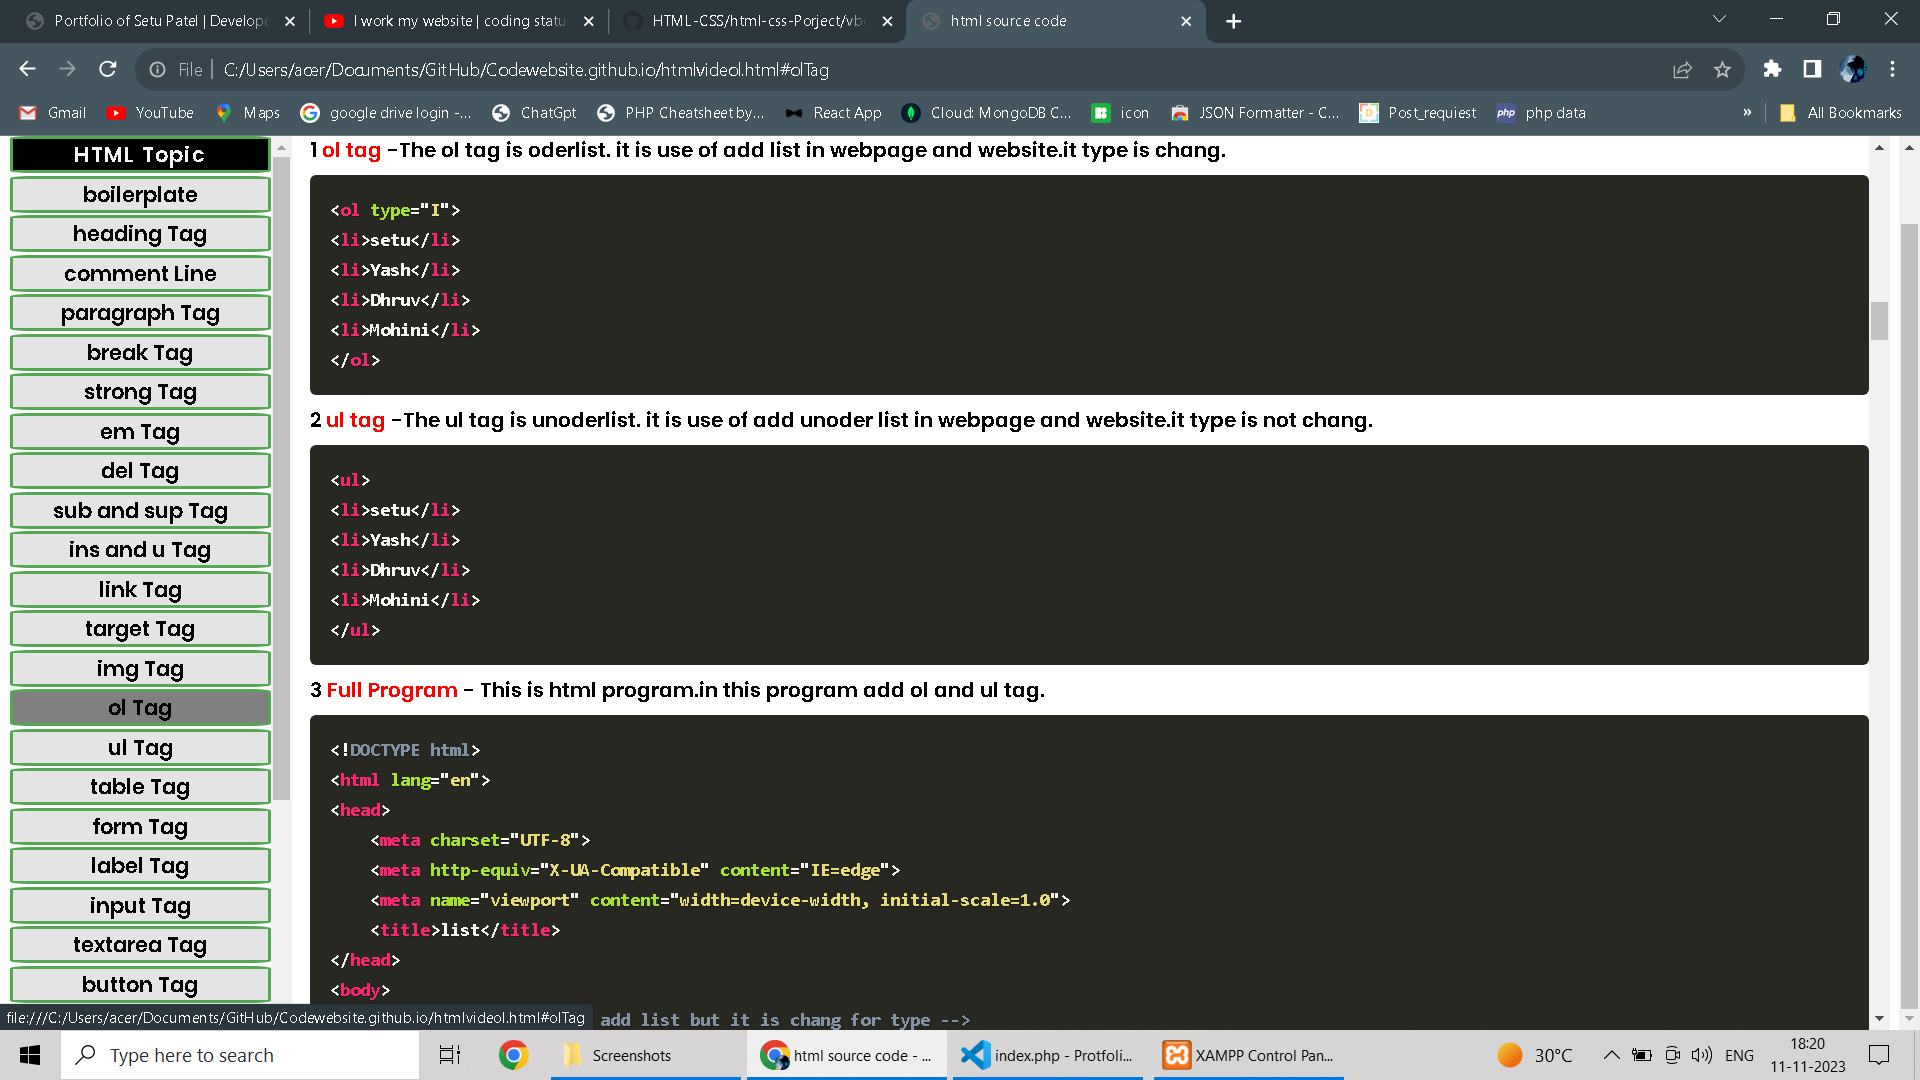 Portfolio of Setu Patel | Develope
I work my website | coding statu
HTML-CSS/html-css-Porject/vbo
html source code
File
C:/Users/acer/Documents/GitHub/Codewebsite.github.io/htmlvideol.html#olTag
Gmail
YouTube
Maps
google drive login -...
ChatGpt
PHP Cheatsheet by...
React App
Cloud: MongoDB C...
icon
JSON Formatter - C...
Post_requiest
php
php data
»
All Bookmarks
HTML Topic
boilerplate
heading Tag
comment Line
paragraph Tag
break Tag
strong Tag
em Tag
del Tag
sub and sup Tag
ins and u Tag
link Tag
target Tag
img Tag
ol Tag
ul Tag
table Tag
form Tag
label Tag
input Tag
textarea Tag
button Tag
1 ol tag -The ol tag is oderlist. it is use of add list in webpage and website.it type is chang.
<ol type="I">
<li>setu</li>
<li>Yash</li>
<li>Dhruv</li>
<li>Mohini</li>
</ol>
2 ul tag -The ul tag is unoderlist. it is use of add unoder list in webpage and website.it type is not chang.
<ul>
<li>setu</li>
<li>Yash</li>
<li>Dhruv</li>
<li>Mohini</li>
</ul>
3 Full Program - This is html program.in this program add ol and ul tag.
<!DOCTYPE html>
<html lang="en">
<head>
<meta charset="UTF-8">
<meta http-equiv="X-UA-Compatible" content="IE=edge">
<meta name="viewport" content="width=device-width, initial-scale=1.0">
<title>list</title>
</head>
<body>
add list but it is chang for type -->
file:///C:/Users/acer/Documents/GitHub/Codewebsite.github.io/htmlvideol.html#olTag
Type here to search
Screenshots
html source code - ...
index.php - Protfoli...
XAMPP Control Pan...
30°C
ENG
18:20
11-11-2023